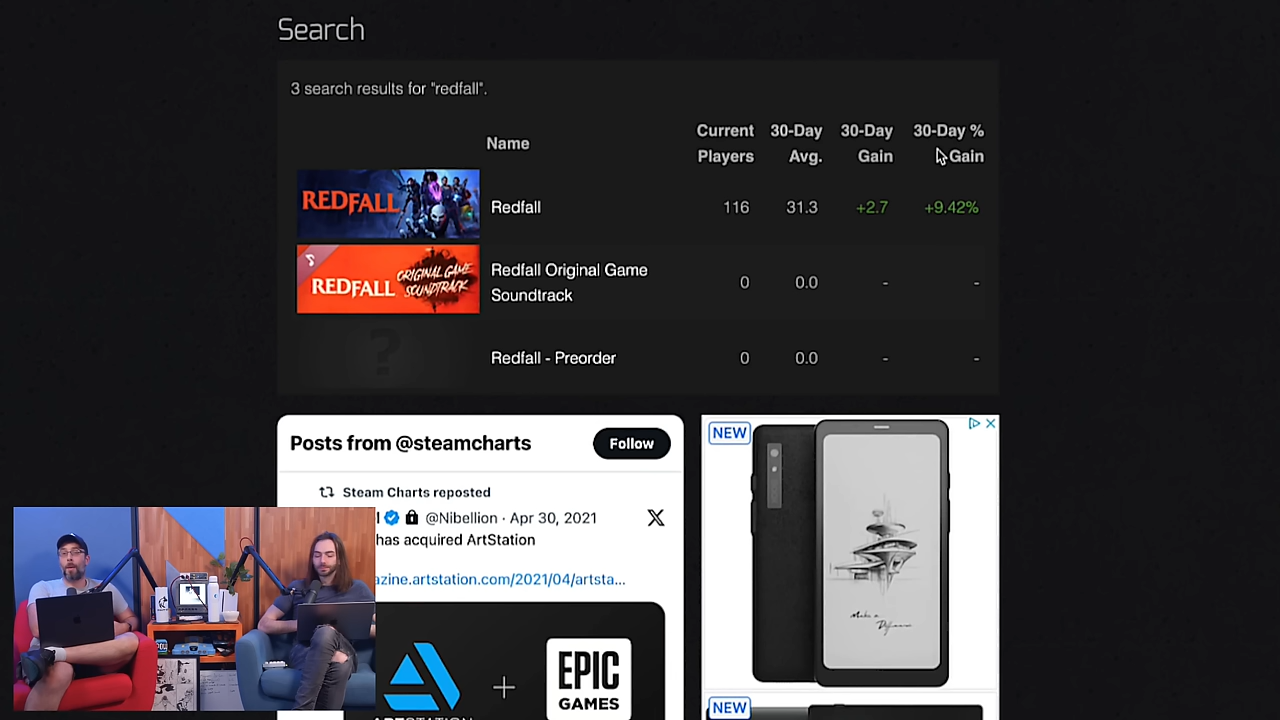 Search
3 search results for "redfall".
Name
Current Players
30-Day Avg.
30-Day Gain
30-Day % Gain
REDFALL
Redfall
116
31.3
+2.7
+9.42%
REDFALL
ORIGINAL GAME
SOUNDTRACK
Redfall Original Game
Soundtrack
0
0.0
-
-
?
Redfall - Preorder
0
0.0
-
-
Posts from @steamcharts
Follow
Steam Charts reposted
@Nibellion · Apr 30, 2021
has acquired ArtStation
azine.artstation.com/2021/04/artsta...
+
EPIC
GAMES
NEW
Make a
NEW